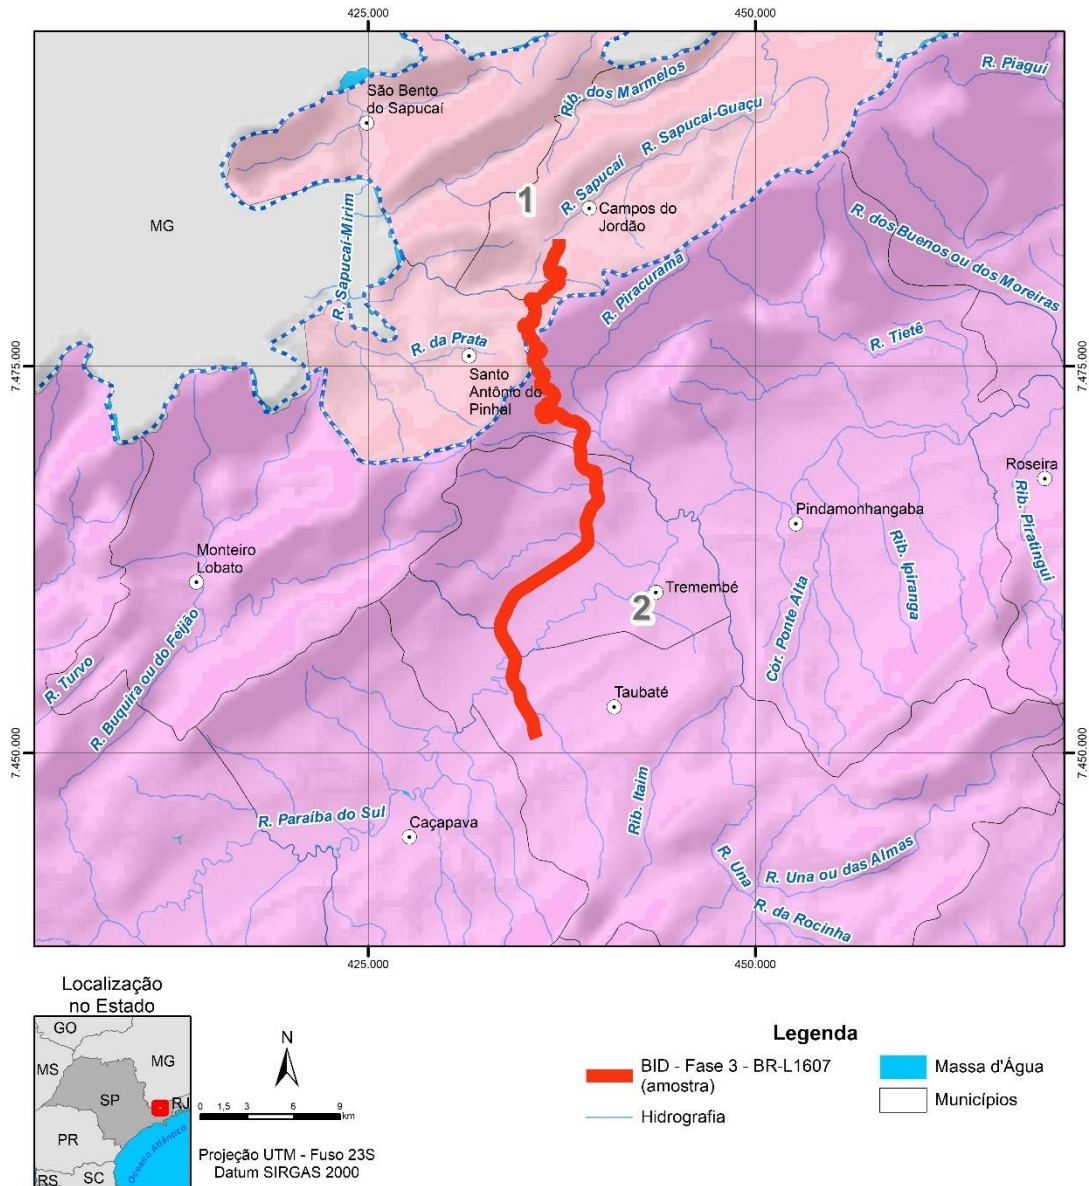 425.000
450.000
R. Piaguí
São Bento
do Sapucaí
Rib. dos Marmelos
R. Sapucaí-Guaçu
R. Sapucaí
1
Campos do
Jordão
MG
R. Sapucaí-Mirim
R. dos Buenos ou dos Moreiras
R. Piracuramã
R. Tietê
R. da Prata
7.475.000
7.475.000
Santo
Antônio do
Pinhal
Roseira
Pindamonhangaba
Rib. Piratingui
Rib. Ipiranga
Monteiro
Lobato
Tremembé
2
Cór. Ponte Alta
R. Turvo
R. Buquira ou do Feijão
Taubaté
7.450.000
7.450.000
Rib. Itaim
R. Paraíba do Sul
Caçapava
R. Una
R. Una ou das Almas
R. da Rocinha
425.000
450.000
Localização
no Estado
GO
MS
MG
SP
RJ
PR
Oceano Atlântico
RS
SC
N
0 1,5 3 6 9
km
Projeção UTM - Fuso 23S
Datum SIRGAS 2000
Legenda
BID - Fase 3 - BR-L1607
(amostra)
Hidrografia
Massa d'Água
Municípios